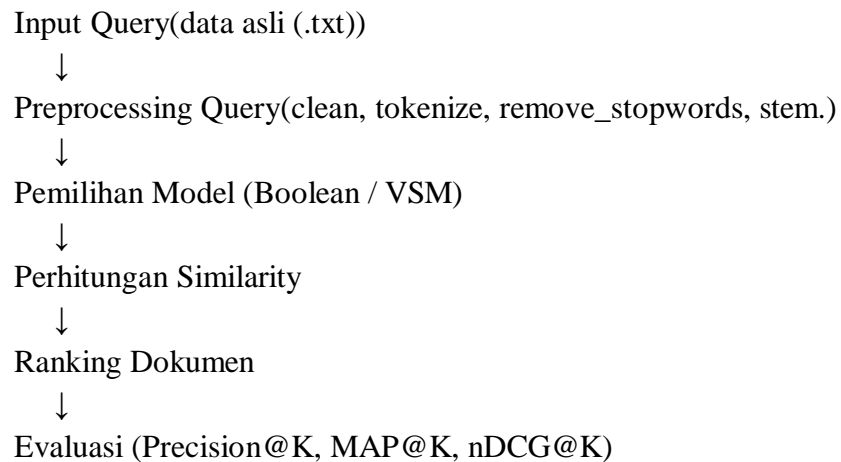 Input Query(data asli (.txt))
↓
Preprocessing Query(clean, tokenize, remove_stopwords, stem.)
↓
Pemilihan Model (Boolean / VSM)
↓
Perhitungan Similarity
↓
Ranking Dokumen
↓
Evaluasi (Precision@K, MAP@K, nDCG@K)